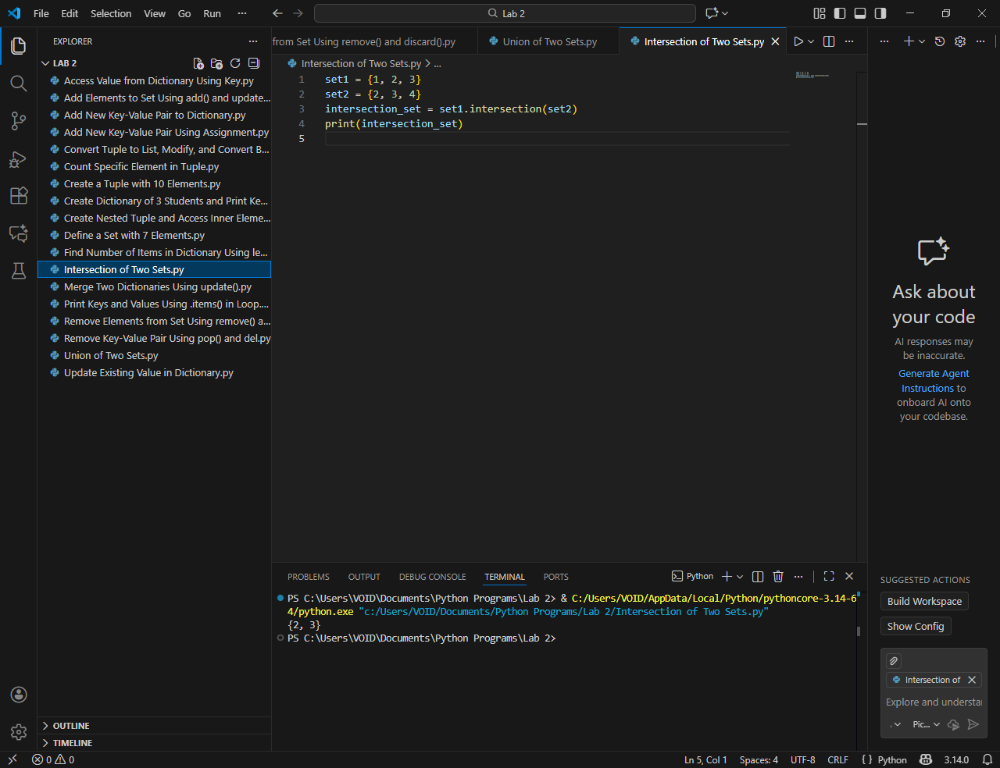 File Edit Selection View Go Run ··· Lab 2
EXPLORER
LAB 2
Access Value from Dictionary Using Key.py
Add Elements to Set Using add() and update...
Add New Key-Value Pair to Dictionary.py
Add New Key-Value Pair Using Assignment.py
Convert Tuple to List, Modify, and Convert B...
Count Specific Element in Tuple.py
Create a Tuple with 10 Elements.py
Create Dictionary of 3 Students and Print Ke...
Create Nested Tuple and Access Inner Eleme...
Define a Set with 7 Elements.py
Find Number of Items in Dictionary Using le...
Intersection of Two Sets.py
Merge Two Dictionaries Using update().py
Print Keys and Values Using .items() in Loop....
Remove Elements from Set Using remove() a...
Remove Key-Value Pair Using pop() and del.py
Union of Two Sets.py
Update Existing Value in Dictionary.py
OUTLINE
TIMELINE
from Set Using remove() and discard().py Union of Two Sets.py Intersection of Two Sets.py
Intersection of Two Sets.py > ...
1 set1 = {1, 2, 3}
2 set2 = {2, 3, 4}
3 intersection_set = set1.intersection(set2)
4 print(intersection_set)
5
PROBLEMS OUTPUT DEBUG CONSOLE TERMINAL PORTS Python
PS C:\Users\VOID\Documents\Python Programs\Lab 2> & C:/Users/VOID/AppData/Local/Python/pythoncore-3.14-6
4/python.exe "c:/Users/VOID/Documents/Python Programs/Lab 2/Intersection of Two Sets.py"
{2, 3}
PS C:\Users\VOID\Documents\Python Programs\Lab 2>
Ask about
your code
AI responses may
be inaccurate.
Generate Agent
Instructions to
onboard AI onto
your codebase.
SUGGESTED ACTIONS
Build Workspace
Show Config
Intersection of
Explore and understa
Pic...
0 0 Ln 5, Col 1 Spaces: 4 UTF-8 CRLF { } Python 3.14.0